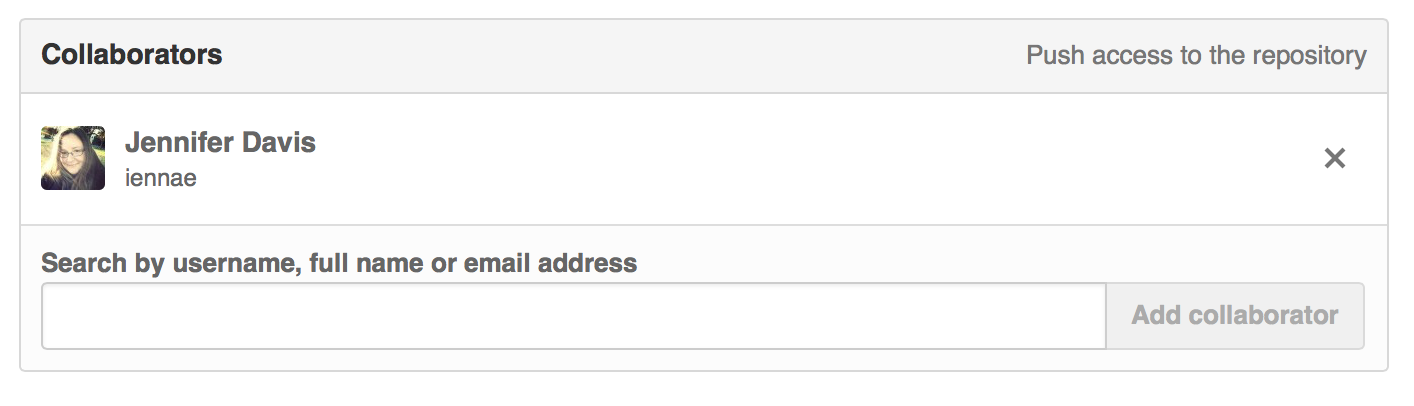 Collaborators
Push access to the repository
Jennifer Davis
iennae
Search by username, full name or email address
Add collaborator